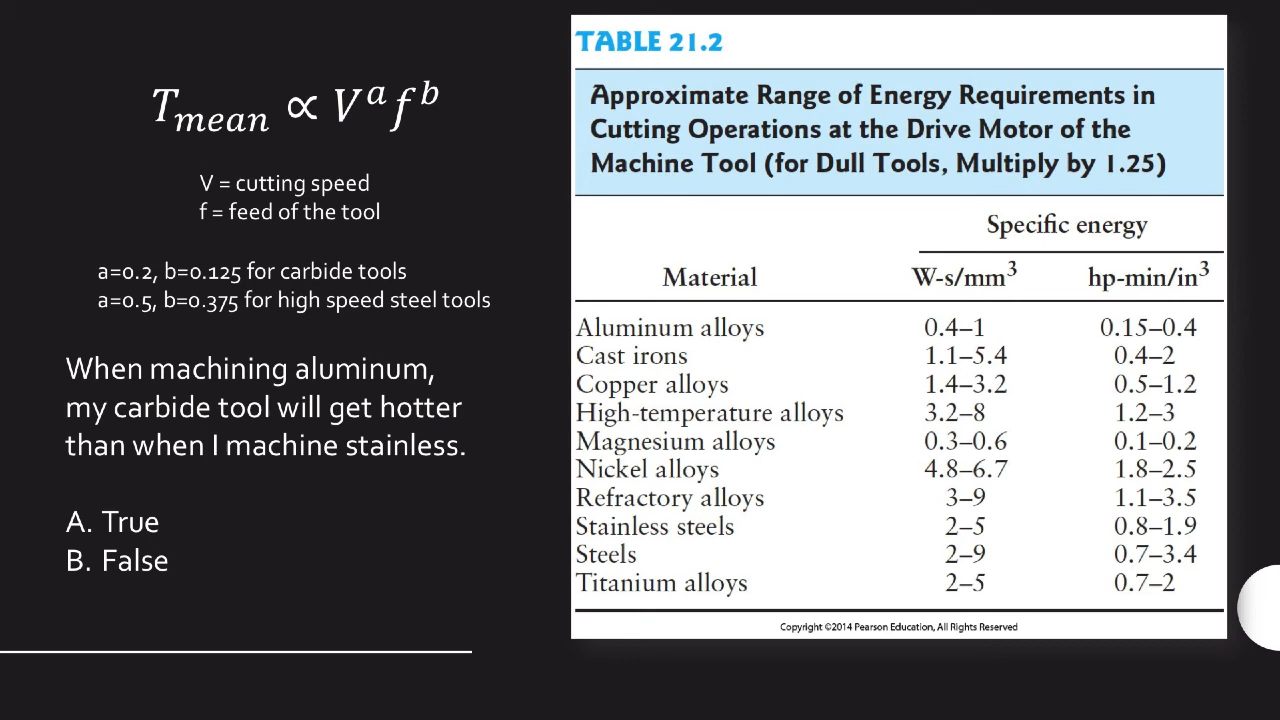 T_mean ∝ V^a f^b
V = cutting speed
f = feed of the tool
a=0.2, b=0.125 for carbide tools
a=0.5, b=0.375 for high speed steel tools
When machining aluminum,
my carbide tool will get hotter
than when I machine stainless.
A. True
B. False
TABLE 21.2
Approximate Range of Energy Requirements in
Cutting Operations at the Drive Motor of the
Machine Tool (for Dull Tools, Multiply by 1.25)
Specific energy
Material W-s/mm³ hp-min/in³
Aluminum alloys 0.4–1 0.15–0.4
Cast irons 1.1–5.4 0.4–2
Copper alloys 1.4–3.2 0.5–1.2
High-temperature alloys 3.2–8 1.2–3
Magnesium alloys 0.3–0.6 0.1–0.2
Nickel alloys 4.8–6.7 1.8–2.5
Refractory alloys 3–9 1.1–3.5
Stainless steels 2–5 0.8–1.9
Steels 2–9 0.7–3.4
Titanium alloys 2–5 0.7–2
Copyright ©2014 Pearson Education, All Rights Reserved